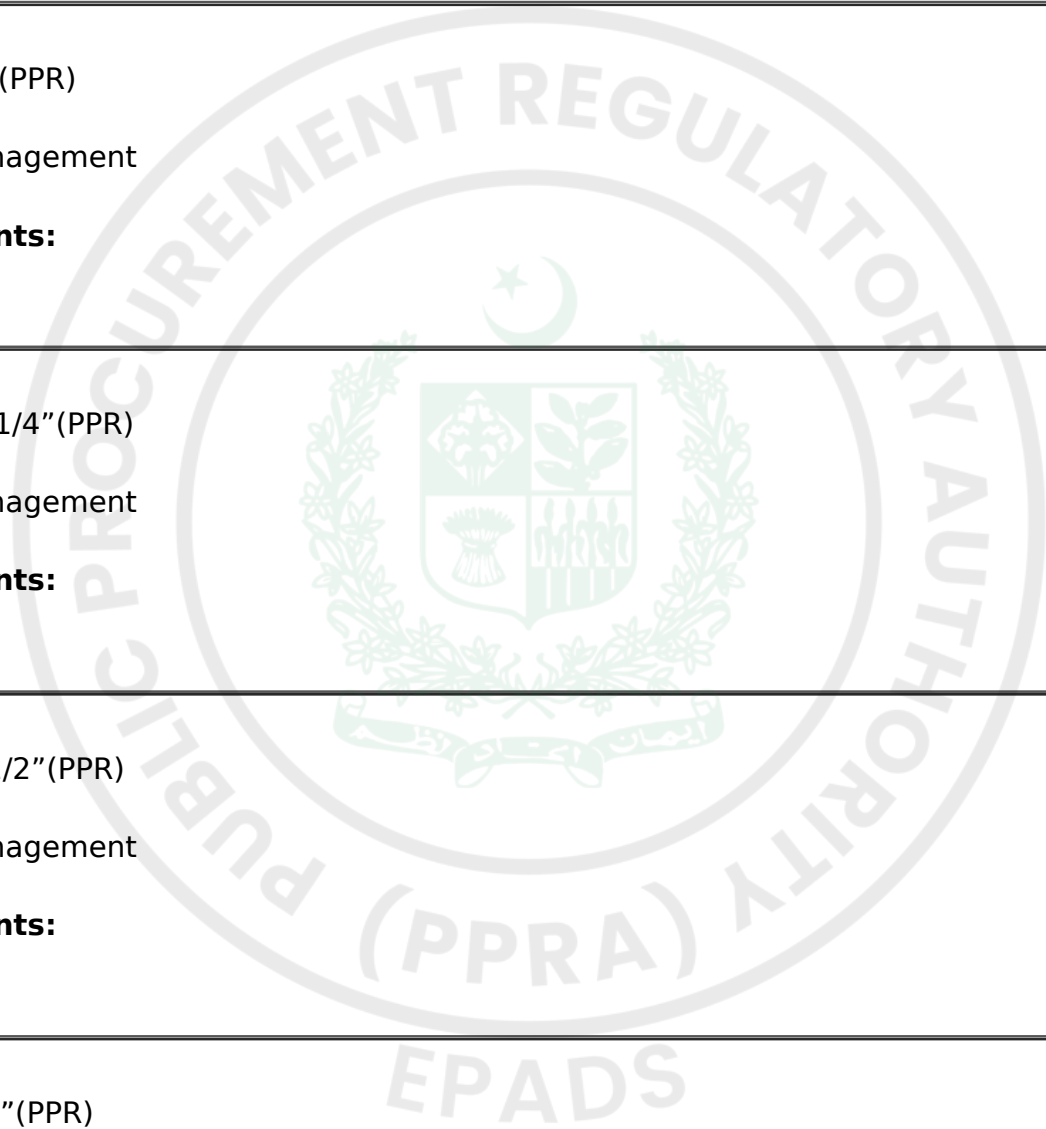 (PPR)
nagement
nts:
1/4”(PPR)
nagement
nts:
/2”(PPR)
nagement
nts:
”(PPR)
PUBLIC PROCUREMENT REGULATORY AUTHORITY
(PPRA)
EPADS